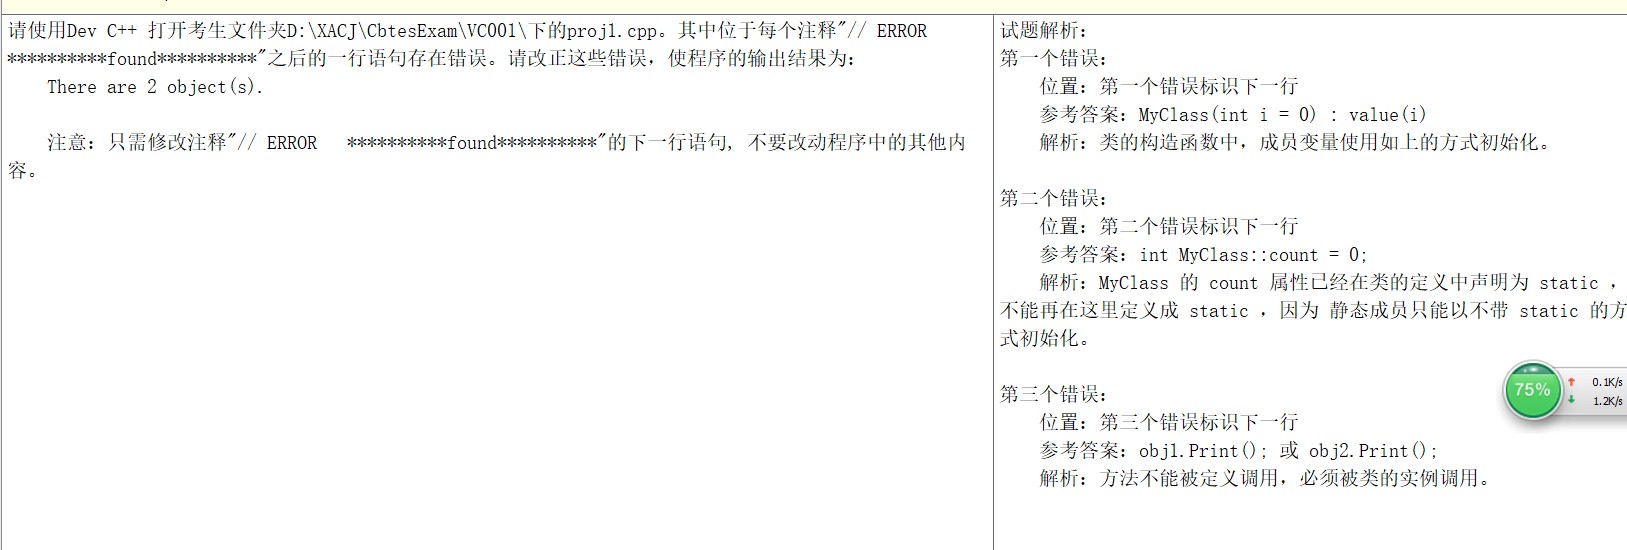 请使用Dev C++ 打开考生文件夹D:\XACJ\CbtesExam\VC001\下的proj1.cpp。其中位于每个注释"// ERROR
**********found**********"之后的一行语句存在错误。请改正这些错误，使程序的输出结果为：
There are 2 object(s).
注意：只需修改注释"// ERROR   **********found**********"的下一行语句，不要改动程序中的其他内
容。
试题解析：
第一个错误：
位置：第一个错误标识下一行
参考答案：MyClass(int i = 0) : value(i)
解析：类的构造函数中，成员变量使用如上的方式初始化。
第二个错误：
位置：第二个错误标识下一行
参考答案：int MyClass::count = 0;
解析：MyClass 的 count 属性已经在类的定义中声明为 static ，
不能再在这里定义成 static ，因为 静态成员只能以不带 static 的方
式初始化。
第三个错误：
位置：第三个错误标识下一行
参考答案：obj1.Print(); 或 obj2.Print();
解析：方法不能被定义调用，必须被类的实例调用。
75%
0.1K/s
1.2K/s